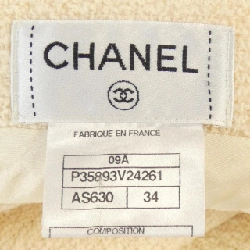 CHANEL
FABRIQUE EN FRANCE
09A
P35893V24261
AS630 34
COMPOSITION